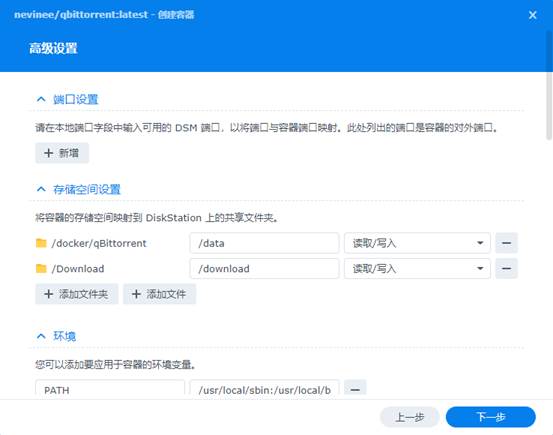 nevinee/qbittorrent:latest - 创建容器
高级设置
端口设置
请在本地端口字段中输入可用的 DSM 端口，以将端口与容器端口映射。此处列出的端口是容器的对外端口。
新增
存储空间设置
将容器的存储空间映射到 DiskStation 上的共享文件夹。
/docker/qBittorrent /data 读取/写入
/Download /download 读取/写入
添加文件夹 添加文件
环境
您可以添加要应用于容器的环境变量。
PATH /usr/local/sbin:/usr/local/b
上一步 下一步